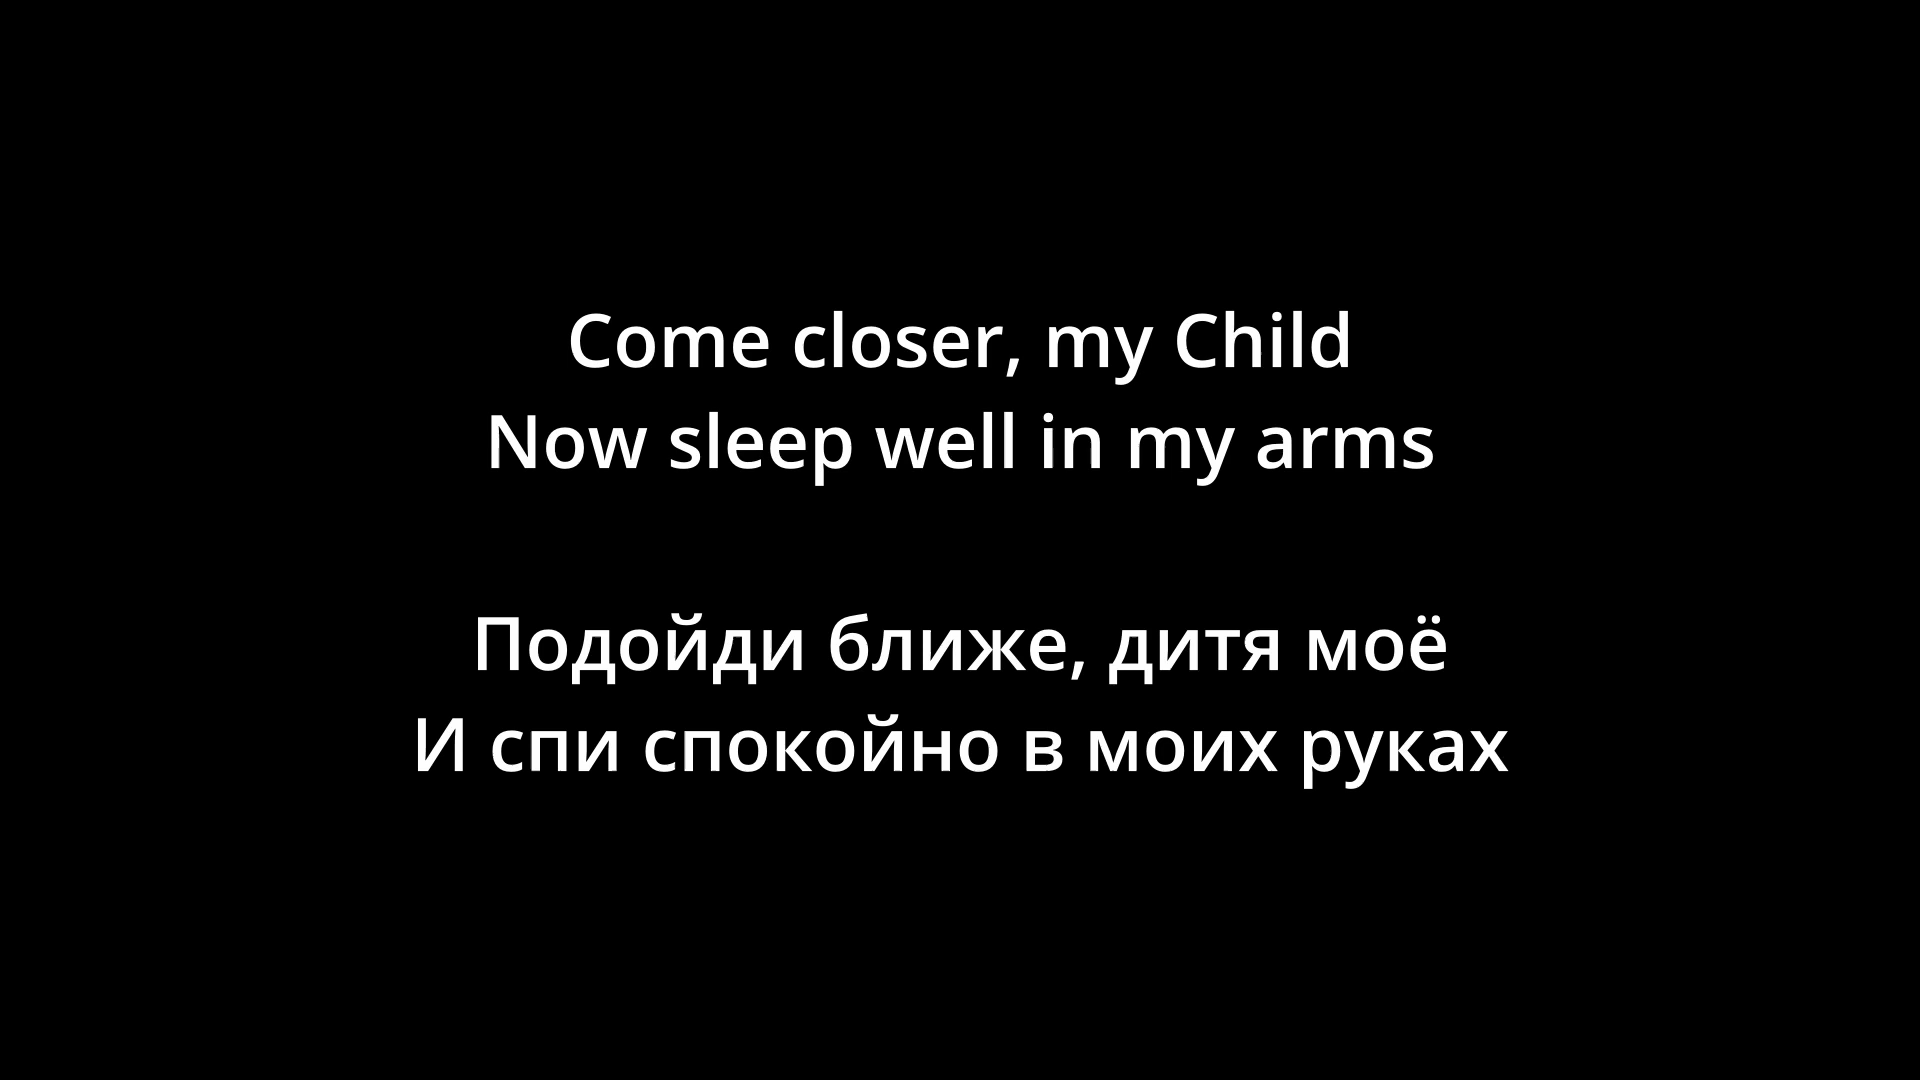 Come closer, my Child
Now sleep well in my arms
Подойди ближе, дитя моё
И спи спокойно в моих руках